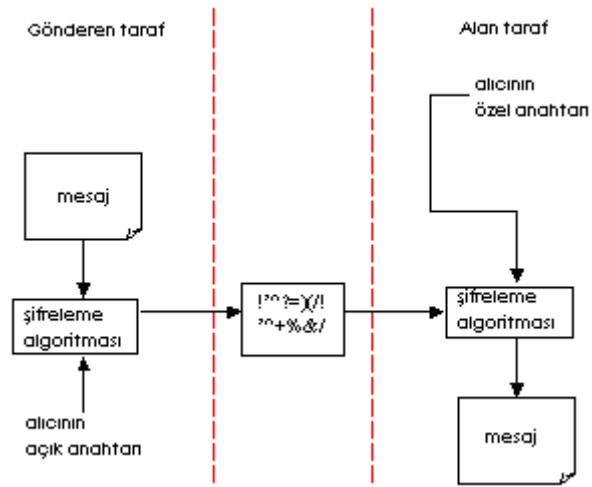 Gönderen taraf
Alan taraf
alıcının
özel anahtarı
mesaj
şifreleme
algoritması
!'^?=)(/!
'^+%&/
şifreleme
algoritması
alıcının
açık anahtarı
mesaj